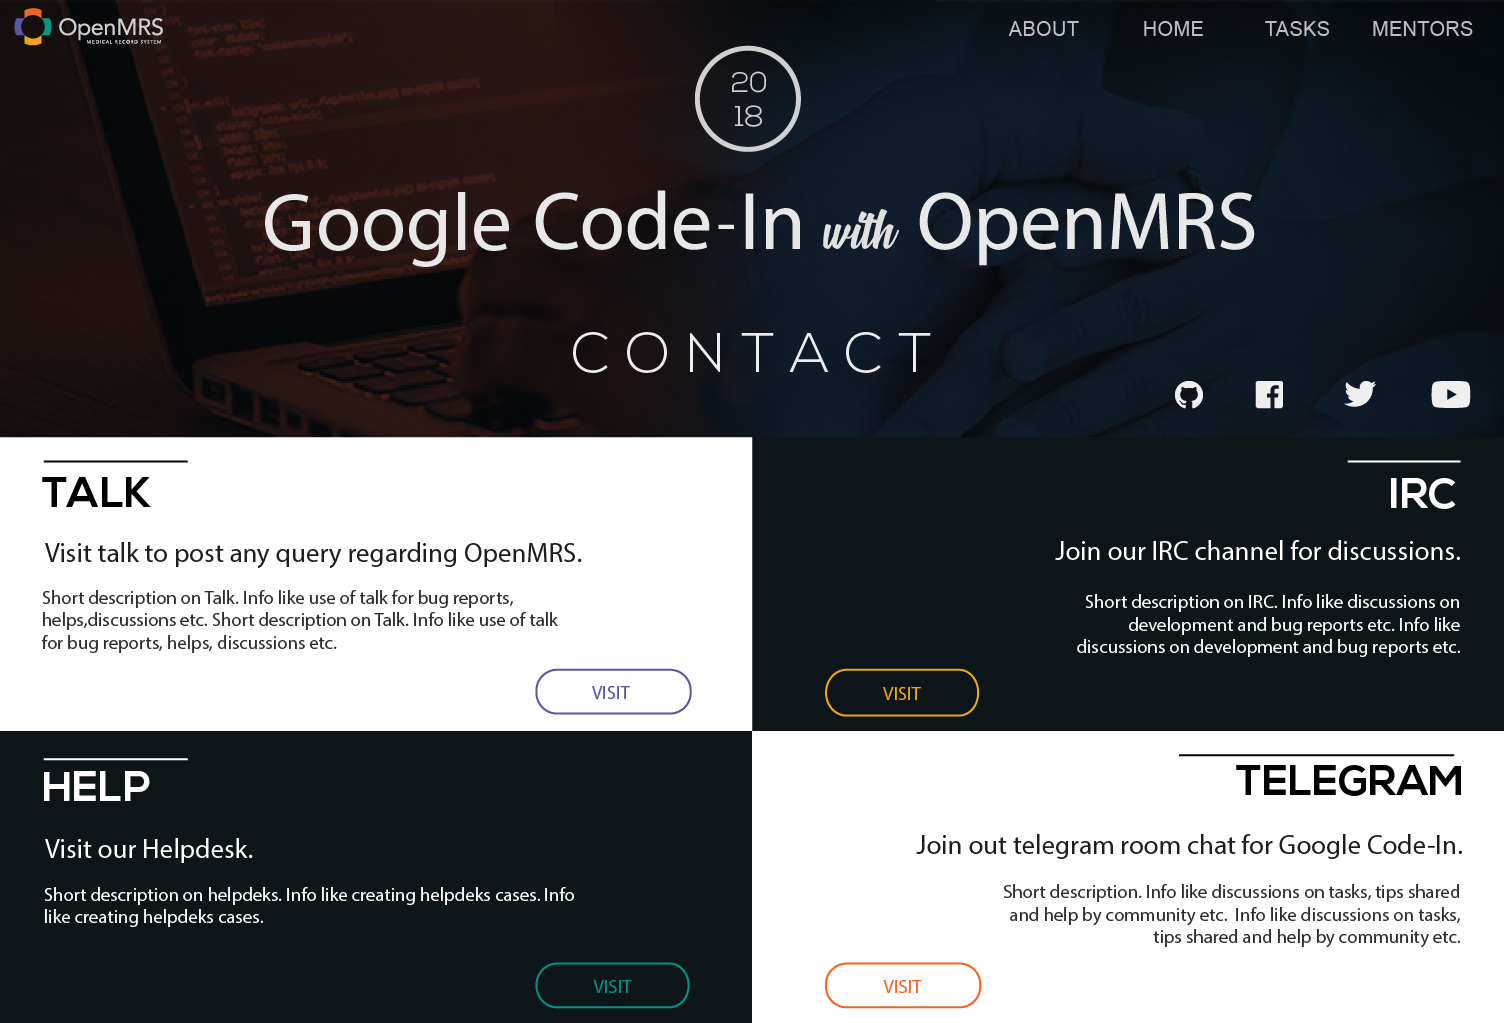 OpenMRS
MEDICAL RECORD SYSTEM
ABOUT HOME TASKS MENTORS
20
18
Google Code-In with OpenMRS
CONTACT
TALK
Visit talk to post any query regarding OpenMRS.
Short description on Talk. Info like use of talk for bug reports,
helps,discussions etc. Short description on Talk. Info like use of talk
for bug reports, helps, discussions etc.
VISIT
IRC
Join our IRC channel for discussions.
Short description on IRC. Info like discussions on
development and bug reports etc. Info like
discussions on development and bug reports etc.
VISIT
HELP
Visit our Helpdesk.
Short description on helpdeks. Info like creating helpdeks cases. Info
like creating helpdeks cases.
VISIT
TELEGRAM
Join out telegram room chat for Google Code-In.
Short description. Info like discussions on tasks, tips shared
and help by community etc. Info like discussions on tasks,
tips shared and help by community etc.
VISIT